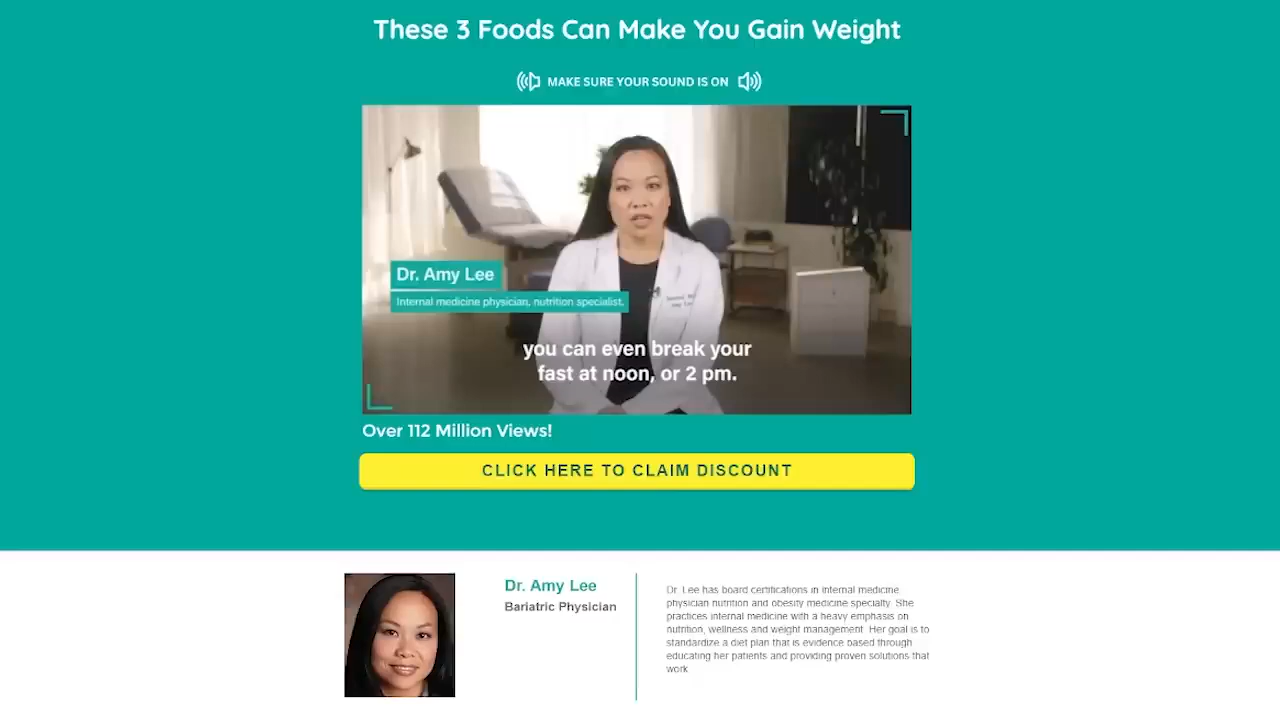 These 3 Foods Can Make You Gain Weight
MAKE SURE YOUR SOUND IS ON
Dr. Amy Lee
Internal medicine physician, nutrition specialist.
you can even break your
fast at noon, or 2 pm.
Over 112 Million Views!
CLICK HERE TO CLAIM DISCOUNT
Dr. Amy Lee
Bariatric Physician
Dr. Lee has board certifications in internal medicine
physician nutrition and obesity medicine specialty. She
practices internal medicine with a heavy emphasis on
nutrition, wellness and weight management. Her goal is to
standardize a diet plan that is evidence based through
educating her patients and providing proven solutions that
work